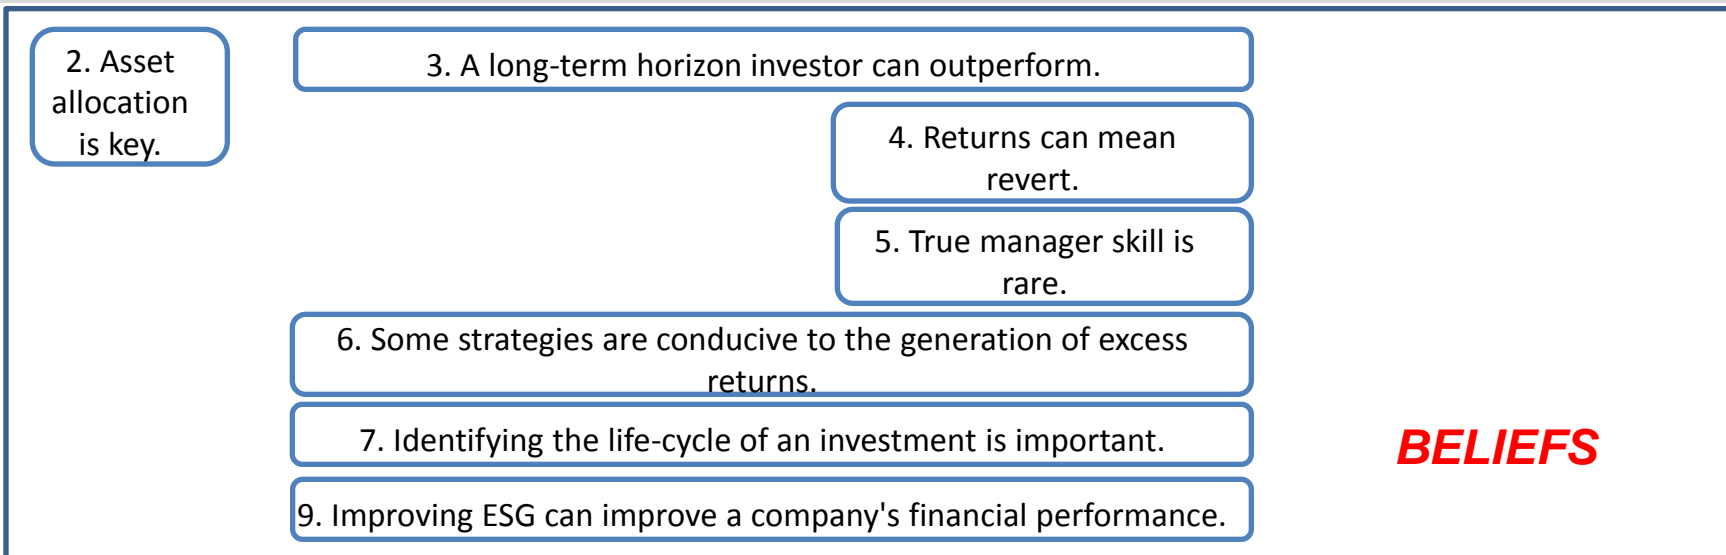 2. Asset
allocation
is key.
3. A long-term horizon investor can outperform.
4. Returns can mean
revert.
5. True manager skill is
rare.
6. Some strategies are conducive to the generation of excess
returns.
7. Identifying the life-cycle of an investment is important.
9. Improving ESG can improve a company's financial performance.
BELIEFS